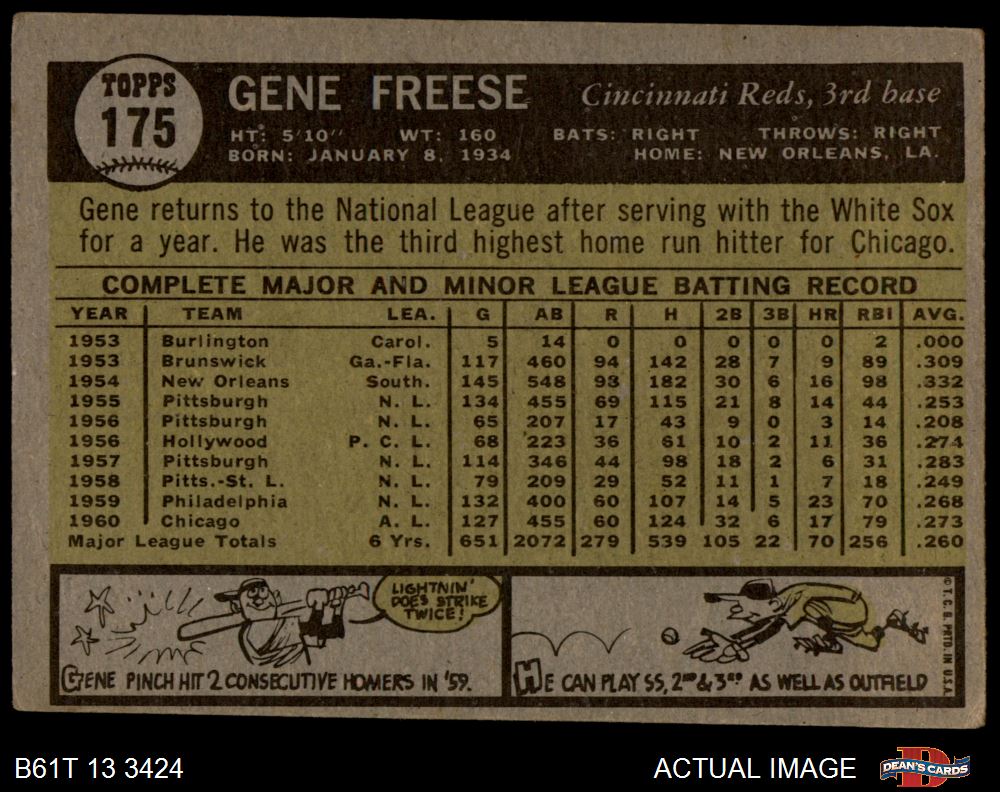 TOPPS
175
GENE FREESE
Cincinnati Reds, 3rd base
HT: 5'10" WT: 160 BATS: RIGHT THROWS: RIGHT
BORN: JANUARY 8, 1934 HOME: NEW ORLEANS, LA.
Gene returns to the National League after serving with the White Sox
for a year. He was the third highest home run hitter for Chicago.
COMPLETE MAJOR AND MINOR LEAGUE BATTING RECORD
YEAR TEAM LEA. G AB R H 2B 3B HR RBI AVG.
1953 Burlington Carol. 5 14 0 0 0 0 0 2 .000
1953 Brunswick Ga.-Fla. 117 460 94 142 28 7 9 89 .309
1954 New Orleans South. 145 548 93 182 30 6 16 98 .332
1955 Pittsburgh N. L. 134 455 69 115 21 8 14 44 .253
1956 Pittsburgh N. L. 65 207 17 43 9 0 3 14 .208
1956 Hollywood P. C. L. 68 223 36 61 10 2 11 36 .274
1957 Pittsburgh N. L. 114 346 44 98 18 2 6 31 .283
1958 Pitts.-St. L. N. L. 79 209 29 52 11 1 7 18 .249
1959 Philadelphia N. L. 132 400 60 107 14 5 23 70 .268
1960 Chicago A. L. 127 455 60 124 32 6 17 79 .273
Major League Totals 6 Yrs. 651 2072 279 539 105 22 70 256 .260
LIGHTNIN'
DOES STRIKE
TWICE!
GENE PINCH HIT 2 CONSECUTIVE HOMERS IN '59.
HE CAN PLAY SS, 2ND & 3RD AS WELL AS OUTFIELD
© T. C. G. PRTD. IN U.S.A.
B61T 13 3424
ACTUAL IMAGE
DEAN'S CARDS